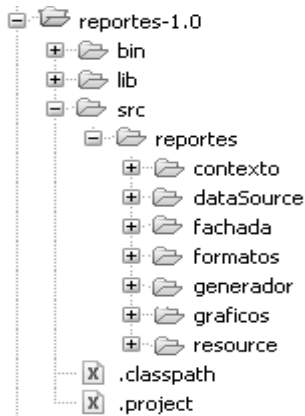 reportes-1.0
bin
lib
src
reportes
contexto
dataSource
fachada
formatos
generador
graficos
resource
.classpath
.project